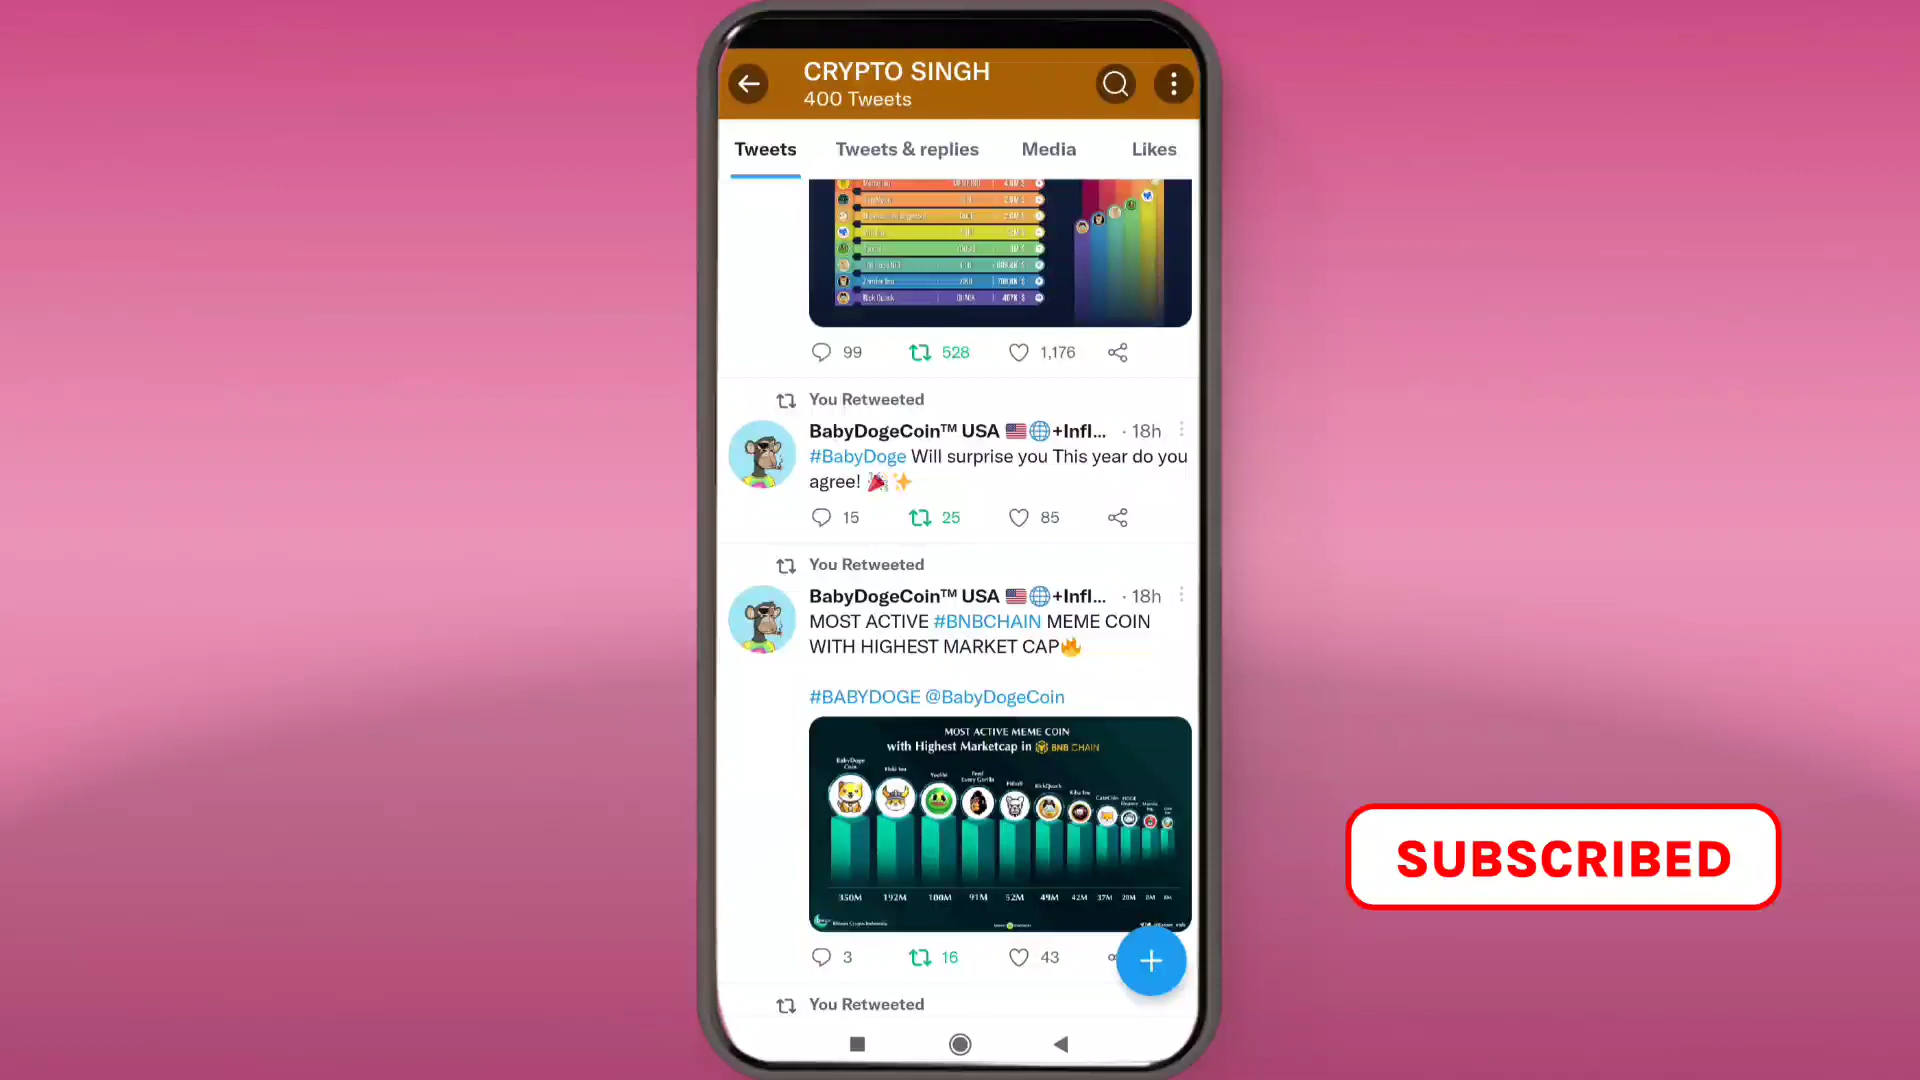 CRYPTO SINGH
400 Tweets
Tweets
Tweets & replies
Media
Likes
99
528
1,176
You Retweeted
BabyDogeCoin™ USA 🇺🇸🌐+Infl... · 18h
#BabyDoge Will surprise you This year do you
agree! 🎉✨
15
25
85
You Retweeted
BabyDogeCoin™ USA 🇺🇸🌐+Infl... · 18h
MOST ACTIVE #BNBCHAIN MEME COIN
WITH HIGHEST MARKET CAP🔥
#BABYDOGE @BabyDogeCoin
MOST ACTIVE MEME COIN
with Highest Marketcap in BNB CHAIN
BabyDoge
Coin
350M
192M
100M
91M
52M
49M
42M
37M
3
16
43
You Retweeted
SUBSCRIBED